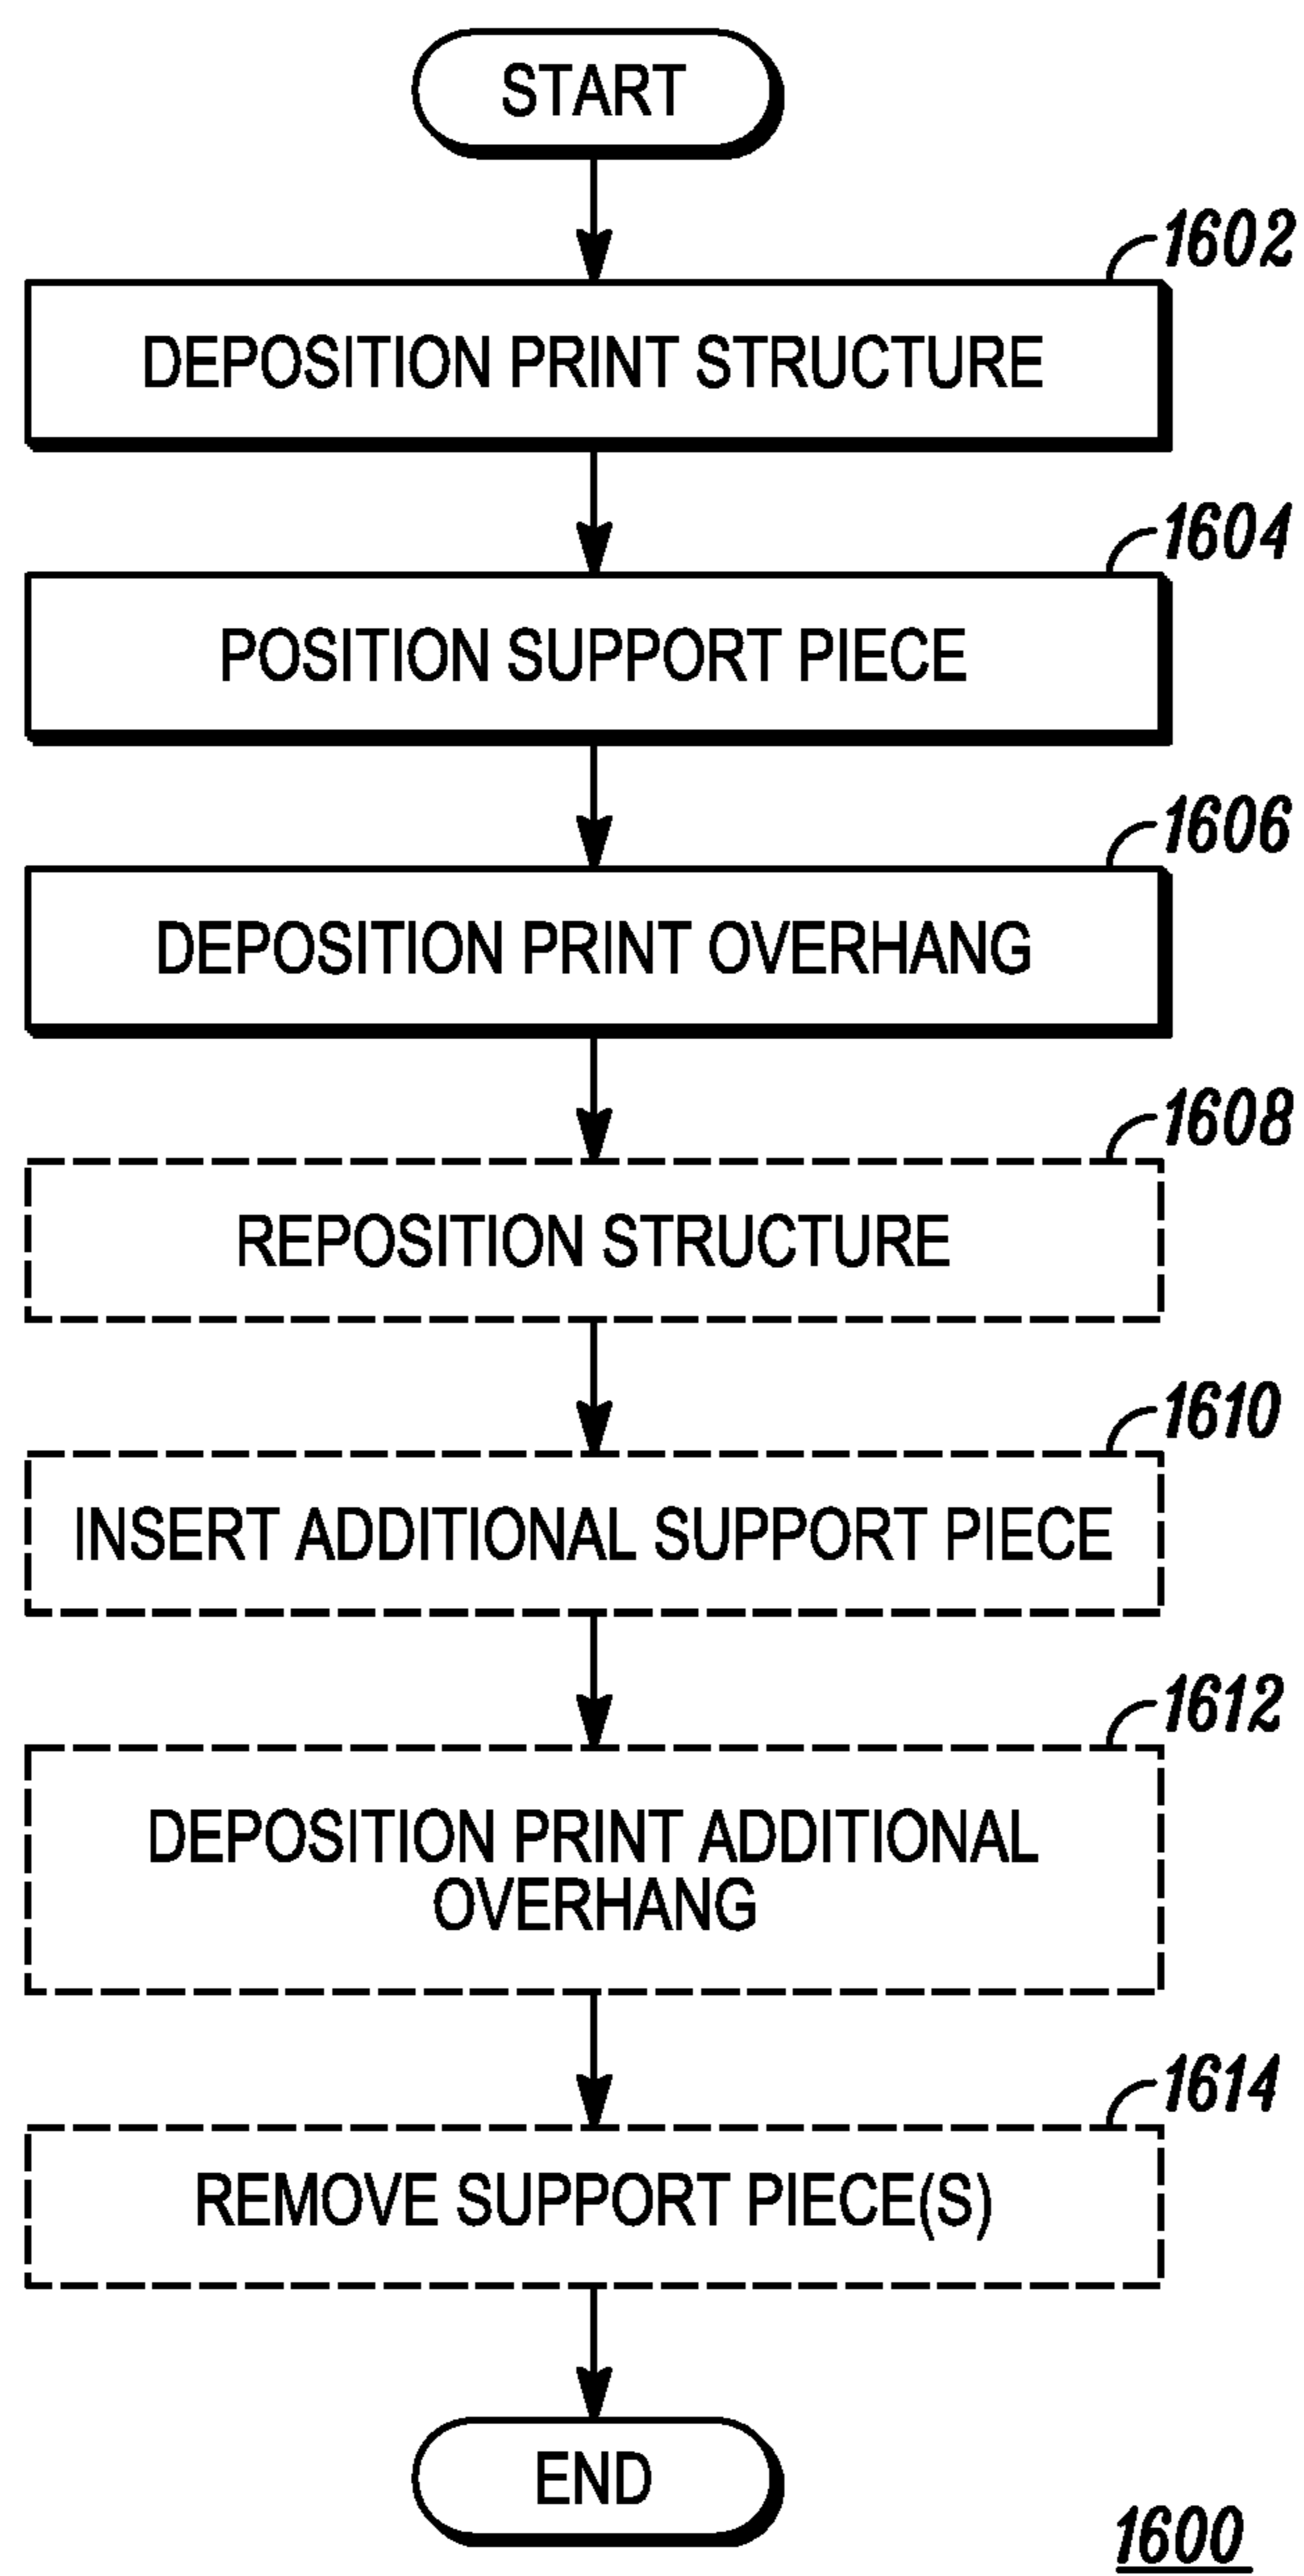 START
1602
DEPOSITION PRINT STRUCTURE
1604
POSITION SUPPORT PIECE
1606
DEPOSITION PRINT OVERHANG
1608
REPOSITION STRUCTURE
1610
INSERT ADDITIONAL SUPPORT PIECE
1612
DEPOSITION PRINT ADDITIONAL
OVERHANG
1614
REMOVE SUPPORT PIECE(S)
END
1600